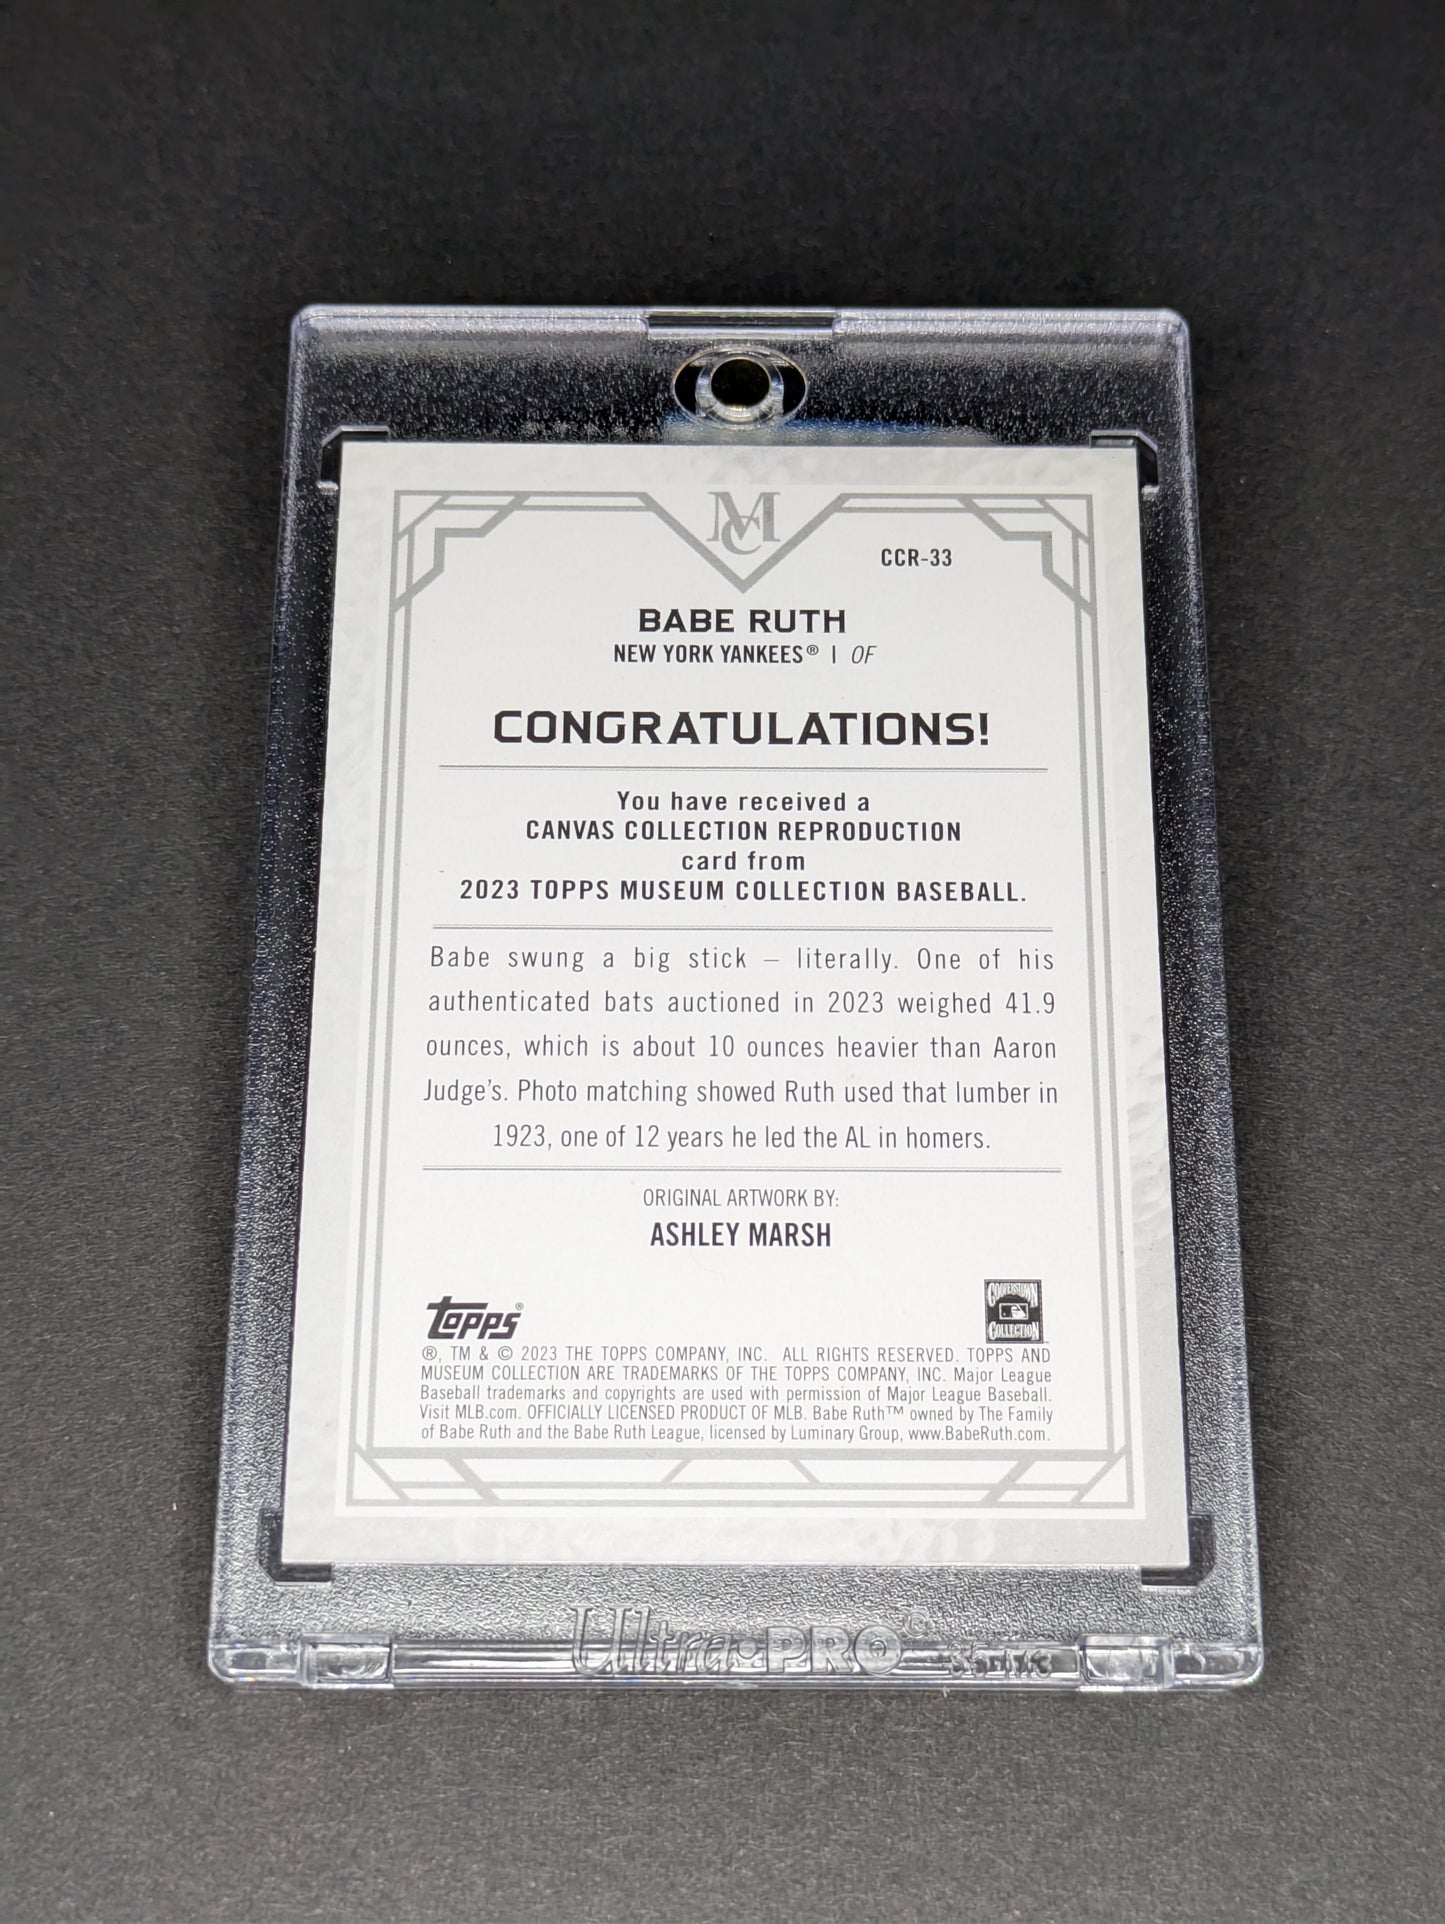 MC
CCR-33
BABE RUTH
NEW YORK YANKEES® | OF
CONGRATULATIONS!
You have received a
CANVAS COLLECTION REPRODUCTION
card from
2023 TOPPS MUSEUM COLLECTION BASEBALL.
Babe swung a big stick – literally. One of his
authenticated bats auctioned in 2023 weighed 41.9
ounces, which is about 10 ounces heavier than Aaron
Judge's. Photo matching showed Ruth used that lumber in
1923, one of 12 years he led the AL in homers.
ORIGINAL ARTWORK BY:
ASHLEY MARSH
topps®
COOPERSTOWN
COLLECTION
®, TM & © 2023 THE TOPPS COMPANY, INC. ALL RIGHTS RESERVED. TOPPS AND
MUSEUM COLLECTION ARE TRADEMARKS OF THE TOPPS COMPANY, INC. Major League
Baseball trademarks and copyrights are used with permission of Major League Baseball.
Visit MLB.com. OFFICIALLY LICENSED PRODUCT OF MLB. Babe Ruth™ owned by The Family
of Babe Ruth and the Babe Ruth League, licensed by Luminary Group, www.BabeRuth.com.
Ultra•PRO®